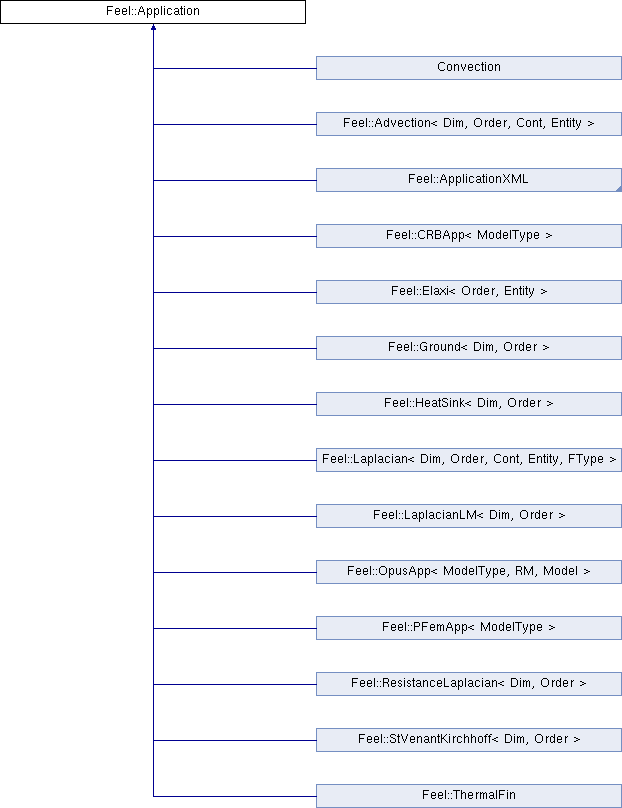 Feel::Application
Convection
Feel::Advection< Dim, Order, Cont, Entity >
Feel::ApplicationXML
Feel::CRBApp< ModelType >
Feel::Elaxi< Order, Entity >
Feel::Ground< Dim, Order >
Feel::HeatSink< Dim, Order >
Feel::Laplacian< Dim, Order, Cont, Entity, FType >
Feel::LaplacianLM< Dim, Order >
Feel::OpusApp< ModelType, RM, Model >
Feel::PFemApp< ModelType >
Feel::ResistanceLaplacian< Dim, Order >
Feel::StVenantKirchhoff< Dim, Order >
Feel::ThermalFin